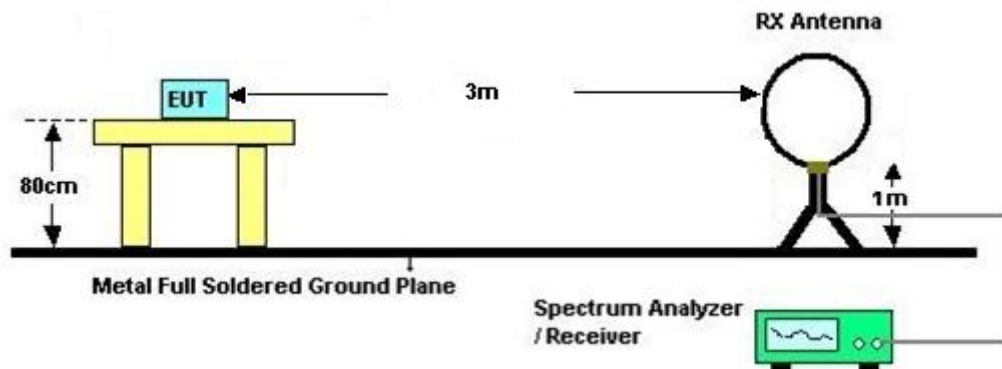 RX Antenna
EUT
3m
80cm
1m
Metal Full Soldered Ground Plane
Spectrum Analyzer
/ Receiver